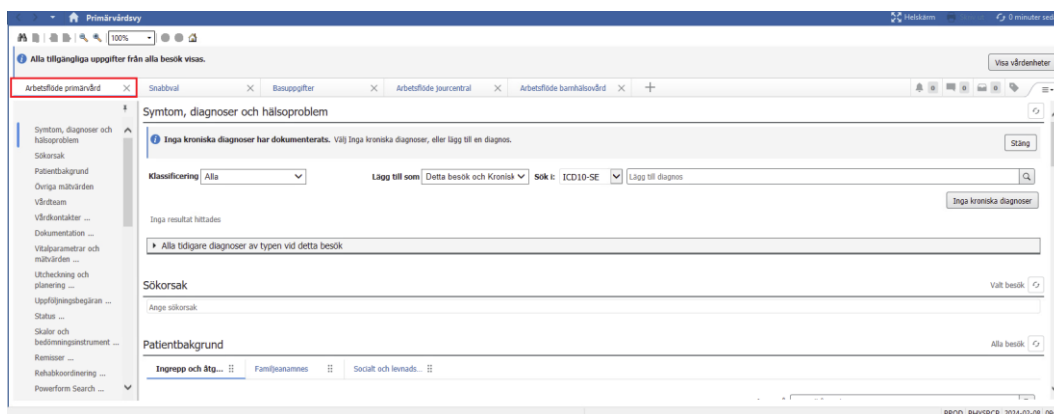 Primärvårdsvy
Helskärm
0 minuter sed
100%
Alla tillgängliga uppgifter från alla besök visas.
Visa vårdenheter
Arbetsflöde primärvård
Snabbval
Basuppgifter
Arbetsflöde jourcentral
Arbetsflöde barnhälsovård
0
0
0
Symtom, diagnoser och
hälsoproblem
Sökorsak
Patientbakgrund
Övriga mätvärden
Vårdteam
Vårdkontakter ...
Dokumentation ...
Vitalparametrar och
mätvärden ...
Utcheckning och
planering ...
Uppföljningsbegäran ...
Status ...
Skalor och
bedömningsinstrument ...
Remisser ...
Rehabkoordinering ...
Powerform Search ...
Symtom, diagnoser och hälsoproblem
Inga kroniska diagnoser har dokumenterats. Välj Inga kroniska diagnoser, eller lägg till en diagnos.
Stäng
Klassificering Alla
Lägg till som Detta besök och Kronisk
Sök i: ICD10-SE
Lägg till diagnos
Inga kroniska diagnoser
Inga resultat hittades
Alla tidigare diagnoser av typen vid detta besök
Sökorsak
Valt besök
Ange sökorsak
Patientbakgrund
Alla besök
Ingrepp och åtg...
Familjeanamnes
Socialt och levnads...